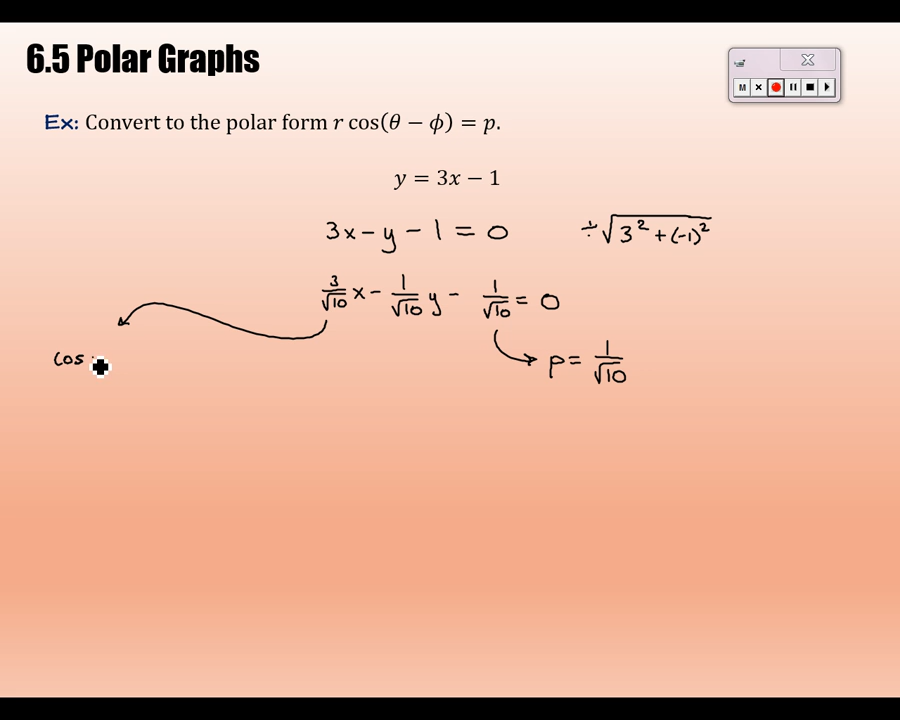 6.5 Polar Graphs
M
Ex: Convert to the polar form r cos(θ − ϕ) = p.
y = 3x − 1
3x − y − 1 = 0 ÷ √(3² + (-1)²)
3/√10 x − 1/√10 y − 1/√10 = 0
cos
p = 1/√10